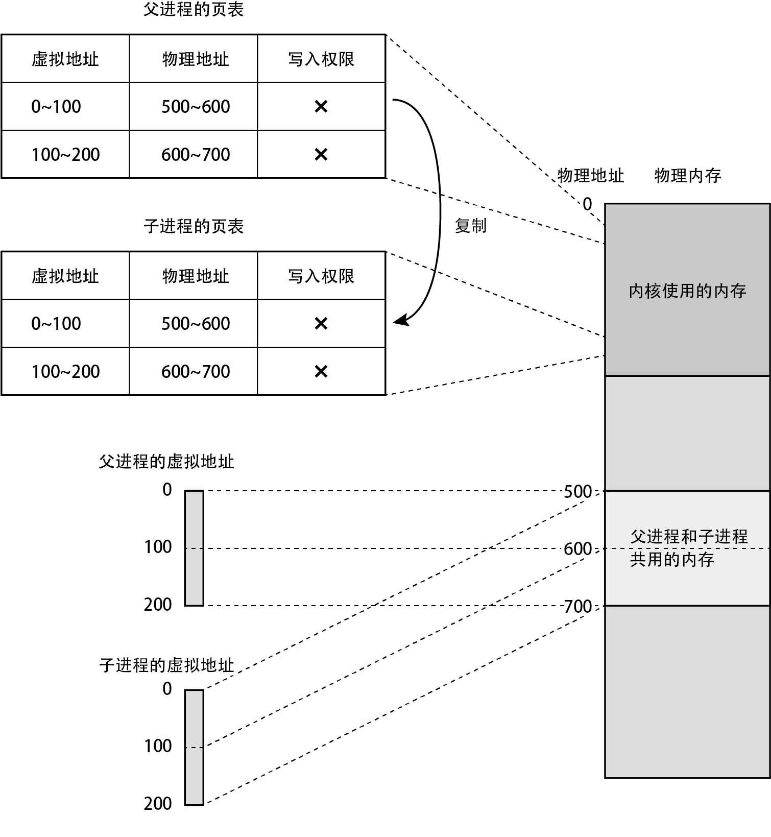 父进程的页表
虚拟地址 物理地址 写入权限
0~100 500~600 ×
100~200 600~700 ×
子进程的页表
虚拟地址 物理地址 写入权限
0~100 500~600 ×
100~200 600~700 ×
复制
物理地址 物理内存
0
内核使用的内存
500
600
700
父进程和子进程
共用的内存
父进程的虚拟地址
0
100
200
子进程的虚拟地址
0
100
200